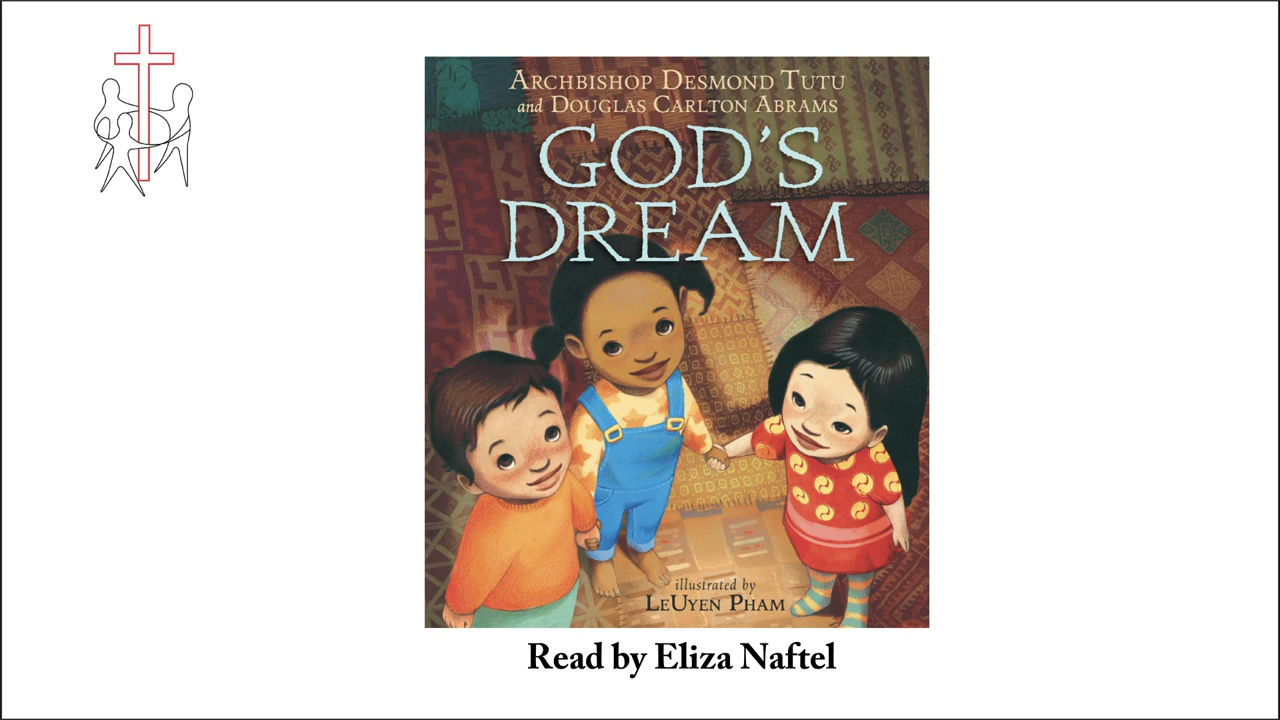 ARCHBISHOP DESMOND TUTU
and DOUGLAS CARLTON ABRAMS
GOD'S
DREAM
illustrated by
LEUYEN PHAM
Read by Eliza Naftel